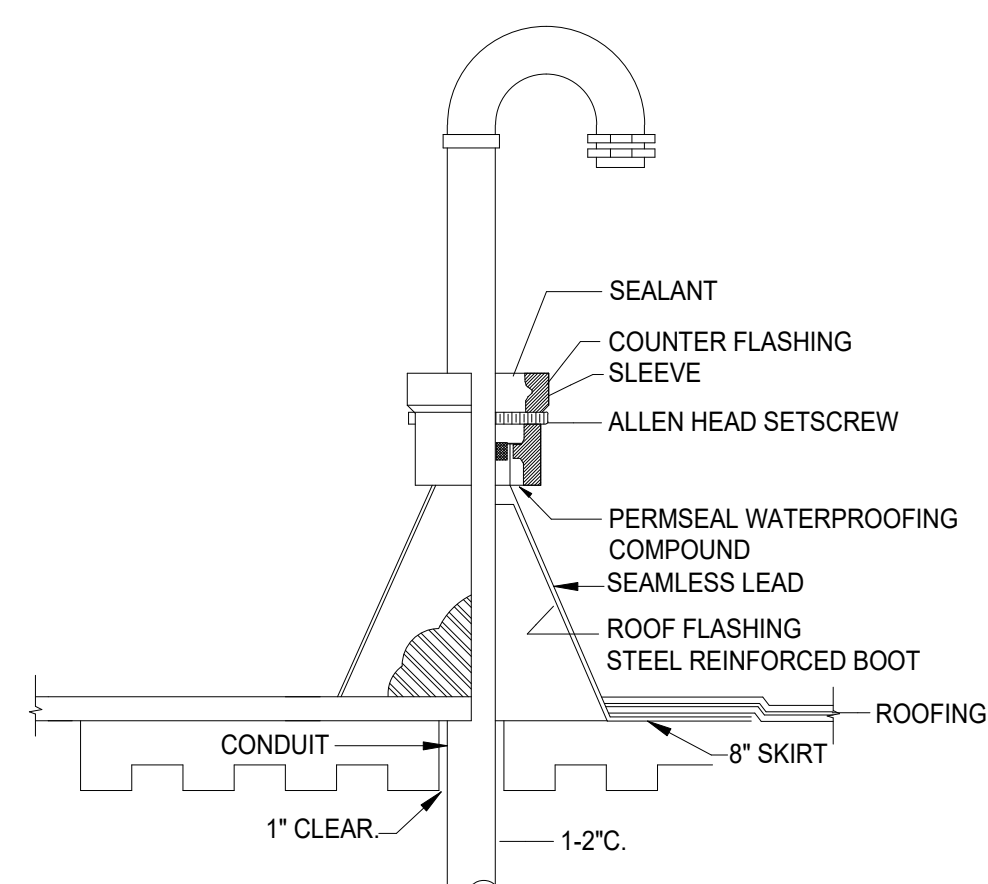 SEALANT
COUNTER FLASHING
SLEEVE
ALLEN HEAD SETSCREW
PERMSEAL WATERPROOFING
COMPOUND
SEAMLESS LEAD
ROOF FLASHING
STEEL REINFORCED BOOT
ROOFING
CONDUIT
8" SKIRT
1" CLEAR.
1-2"C.